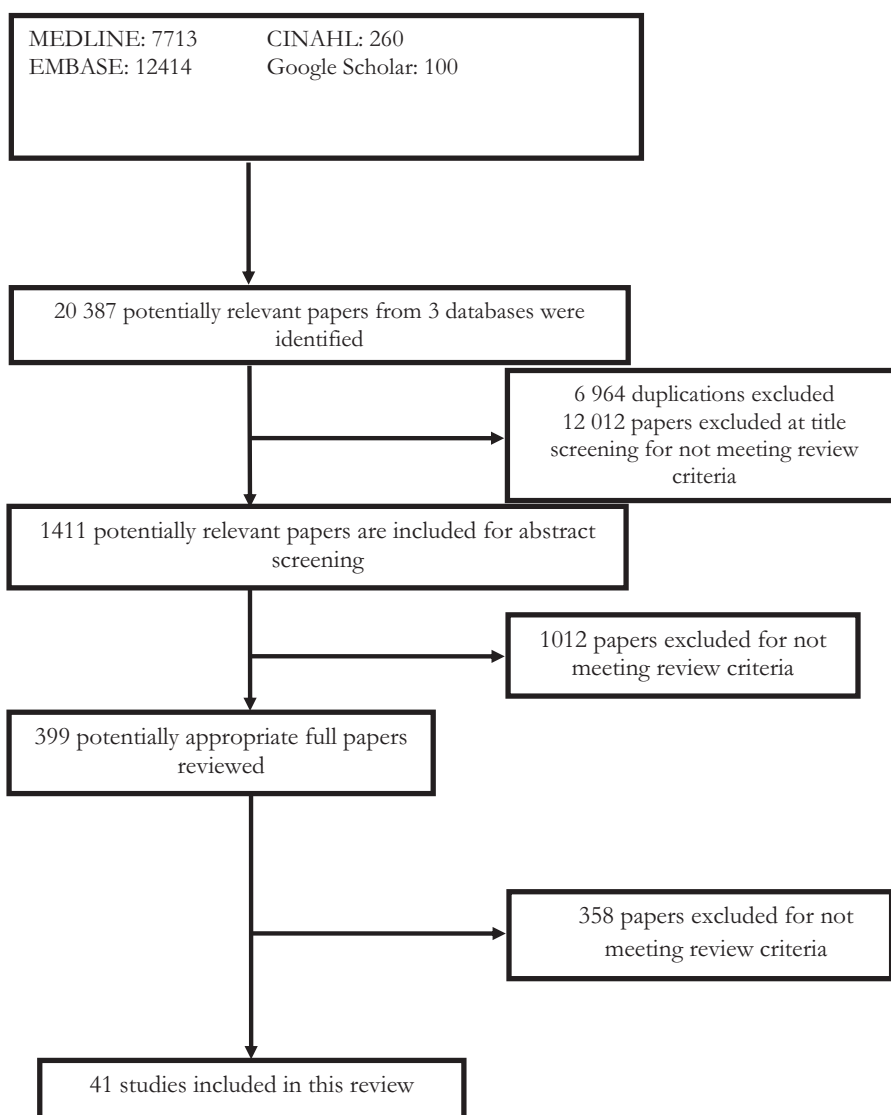 MEDLINE: 7713 CINAHL: 260
EMBASE: 12414 Google Scholar: 100
20 387 potentially relevant papers from 3 databases were
identified
6 964 duplications excluded
12 012 papers excluded at title
screening for not meeting review
criteria
1411 potentially relevant papers are included for abstract
screening
1012 papers excluded for not
meeting review criteria
399 potentially appropriate full papers
reviewed
358 papers excluded for not
meeting review criteria
41 studies included in this review